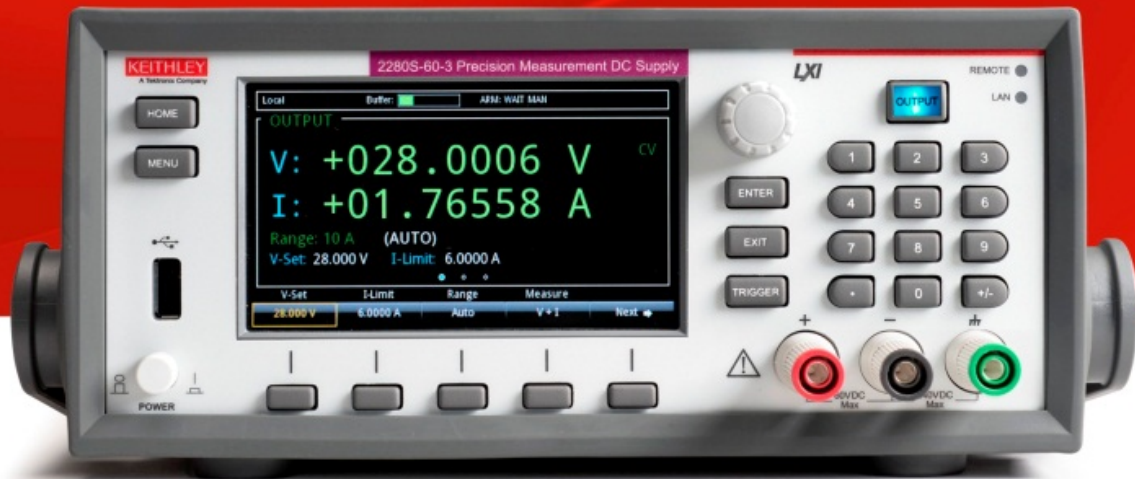 KEITHLEY
A Tektronix Company
2280S-60-3 Precision Measurement DC Supply
LXI
REMOTE
LAN
HOME
MENU
Local Buffer: ARM: WAIT MAN
OUTPUT
V: +028.0006 V CV
I: +01.76558 A
Range: 10 A (AUTO)
V-Set: 28.000 V I-Limit: 6.0000 A
V-Set I-Limit Range Measure
28.000 V 6.0000 A Auto V + I Next
POWER
OUTPUT
ENTER
EXIT
TRIGGER
1 2 3
4 5 6
7 8 9
. 0 +/-
+ -
Max Max